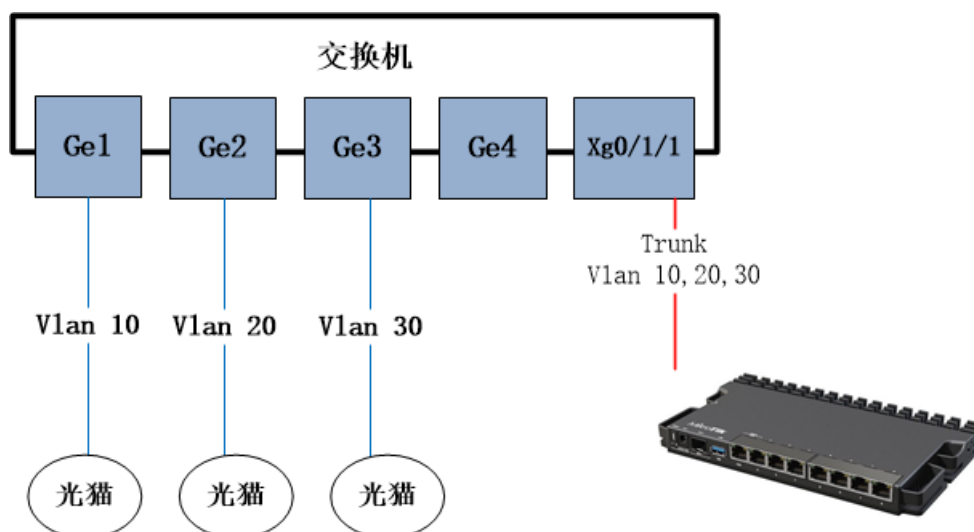 交换机
Ge1
Ge2
Ge3
Ge4
Xg0/1/1
Trunk
Vlan 10,20,30
Vlan 10
Vlan 20
Vlan 30
光猫
光猫
光猫